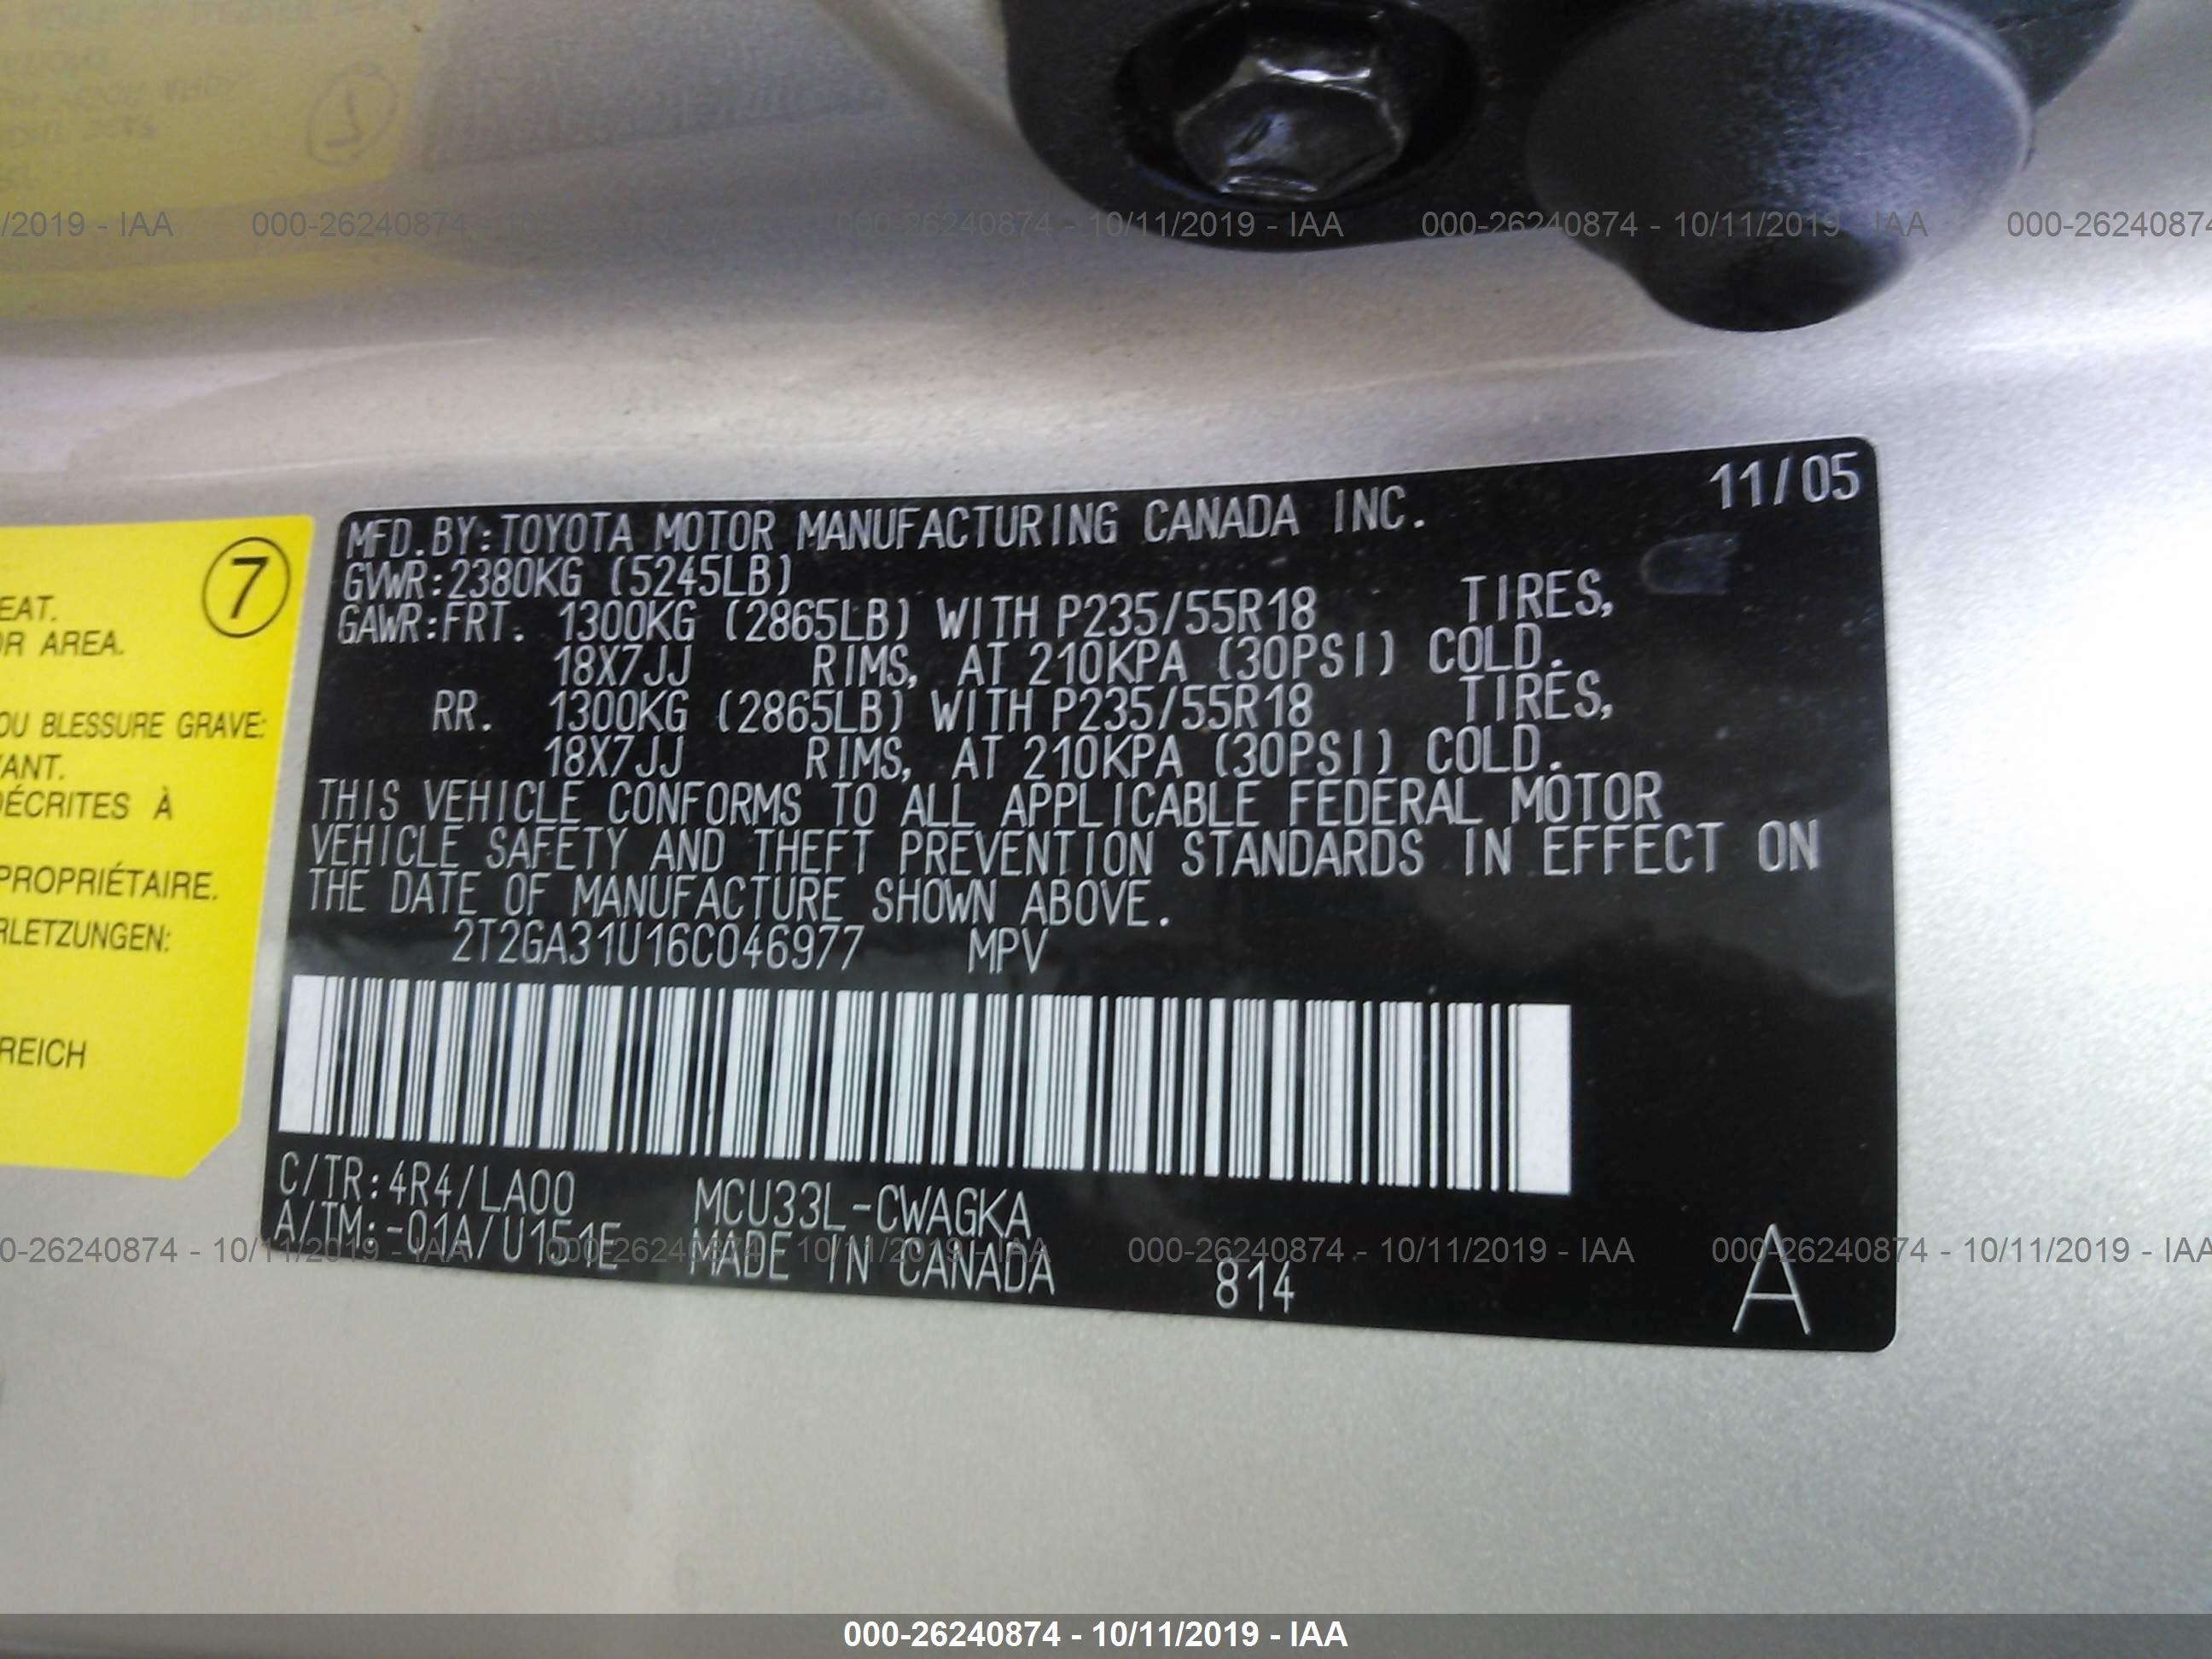 /2019 - IAA 000-26240874 000-26240874 - 10/11/2019 - IAA 000-26240874 - 10/11/2019 - IAA 000-26240874
7
EAT.
OR AREA.
OU BLESSURE GRAVE:
ANT.
DÉCRITES À
PROPRIÉTAIRE.
RLETZUNGEN:
REICH
11/05
MFD.BY:TOYOTA MOTOR MANUFACTURING CANADA INC.
GVWR:2380KG (5245LB)
GAWR:FRT. 1300KG (2865LB) WITH P235/55R18 TIRES,
18X7JJ RIMS, AT 210KPA (30PSI) COLD.
RR. 1300KG (2865LB) WITH P235/55R18 TIRES,
18X7JJ RIMS, AT 210KPA (30PSI) COLD.
THIS VEHICLE CONFORMS TO ALL APPLICABLE FEDERAL MOTOR
VEHICLE SAFETY AND THEFT PREVENTION STANDARDS IN EFFECT ON
THE DATE OF MANUFACTURE SHOWN ABOVE.
2T2GA31U16C046977 MPV
C/TR:4R4/LA00 MCU33L-CWAGKA
A/TM:-01A/U151E MADE IN CANADA 814 A
0-26240874 - 10/11/2019 - IAA 000-26240874 - 10/11/2019 - IAA 000-26240874 - 10/11/2019 - IAA 000-26240874 - 10/11/2019 - IA
000-26240874 - 10/11/2019 - IAA